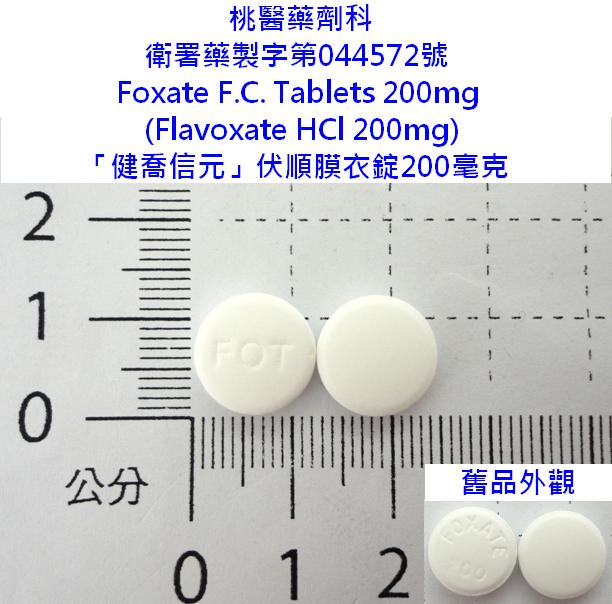 桃醫藥劑科
衛署藥製字第044572號
Foxate F.C. Tablets 200mg
(Flavoxate HCl 200mg)
「健喬信元」伏順膜衣錠200毫克
2
1
0
FOT
公分
0 1 2
舊品外觀
FOXATE
200